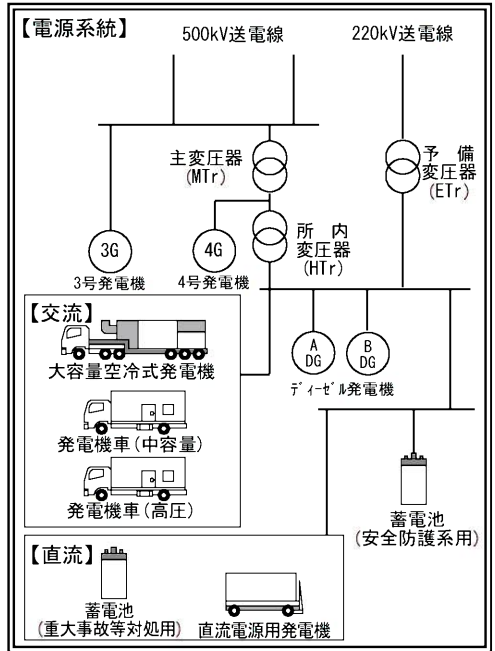 【電源系統】
500kV送電線
220kV送電線
主変圧器
(MTr)
予 備
変圧器
(ETr)
所 内
変圧器
(HTr)
3G
4G
3号発電機
4号発電機
【交流】
大容量空冷式発電機
A
DG
B
DG
ディーゼル発電機
発電機車(中容量)
発電機車(高圧)
蓄電池
(安全防護系用)
【直流】
蓄電池
(重大事故等対処用)
直流電源用発電機